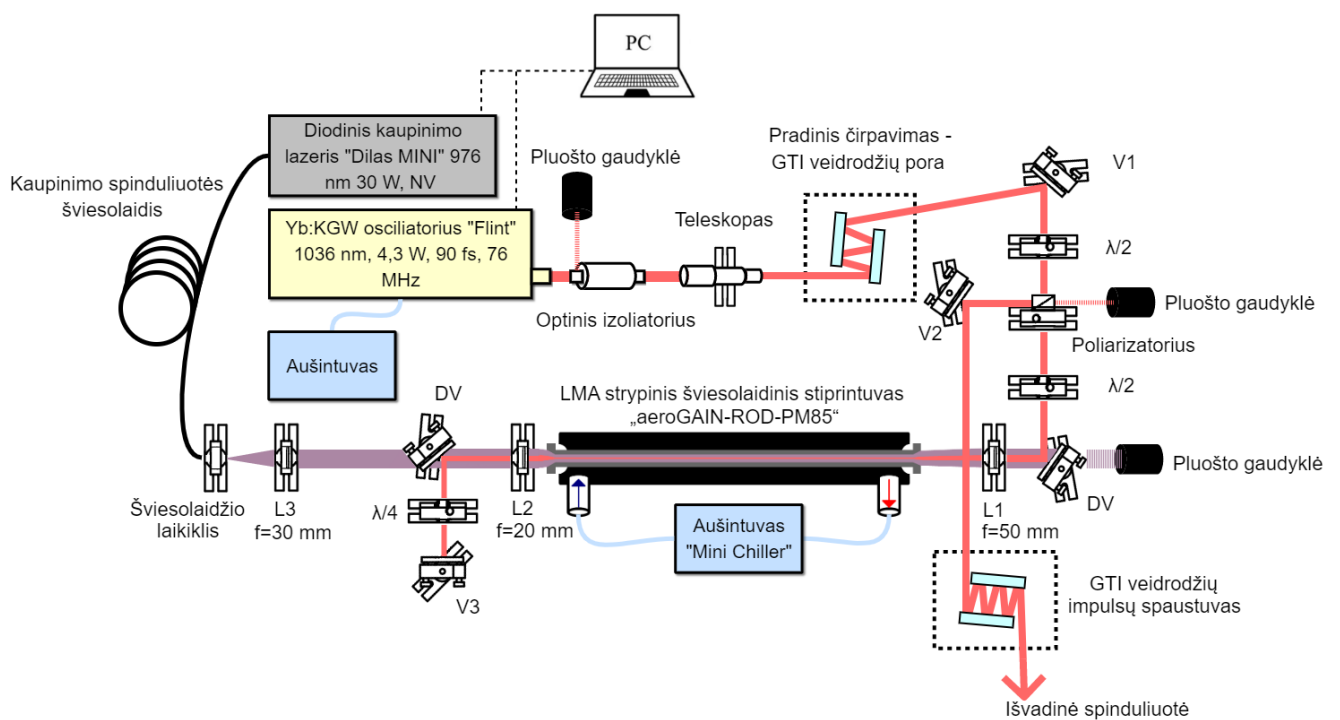 PC
Diodinis kaupinimo
lazeris "Dilas MINI" 976
nm 30 W, NV
Kaupinimo spinduliuotės
šviesolaidis
Pluošto gaudyklė
Pradinis čirpavimas -
GTI veidrodžių pora
V1
Yb:KGW osciliatorius "Flint"
1036 nm, 4,3 W, 90 fs, 76
MHz
Teleskopas
λ/2
Optinis izoliatorius
V2
Pluošto gaudyklė
Poliarizatorius
Aušintuvas
λ/2
DV
LMA strypinis šviesolaidinis stiprintuvas
„aeroGAIN-ROD-PM85“
Pluošto gaudyklė
Šviesolaidžio
laikiklis
L3
f=30 mm
λ/4
L2
f=20 mm
Aušintuvas
"Mini Chiller"
L1
f=50 mm
DV
V3
GTI veidrodžių
impulsų spaustuvas
Išvadinė spinduliuotė